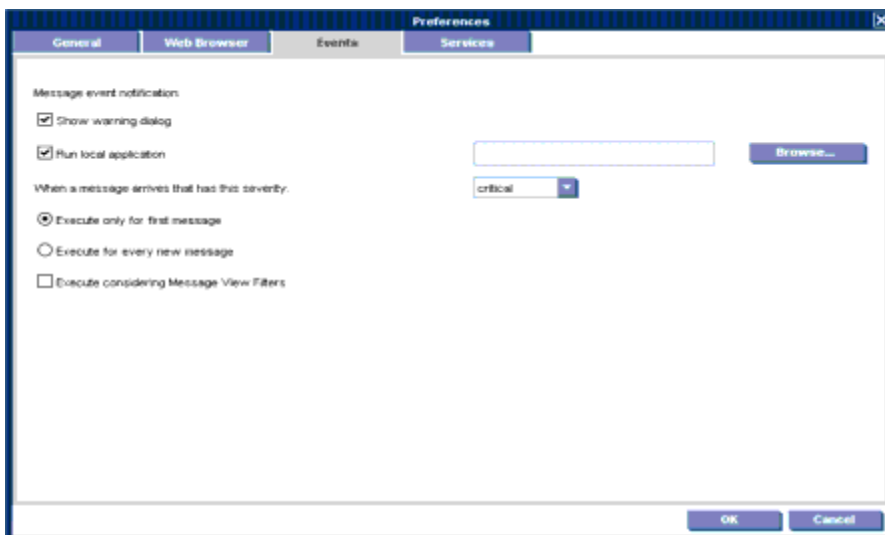 Preferences
General Web Browser Events Services
Message event notification
Show warning dialog
Run local application Browse...
When a message arrives that has this severity: critical
Execute only for first message
Execute for every new message
Execute considering Message View Filters
OK Cancel